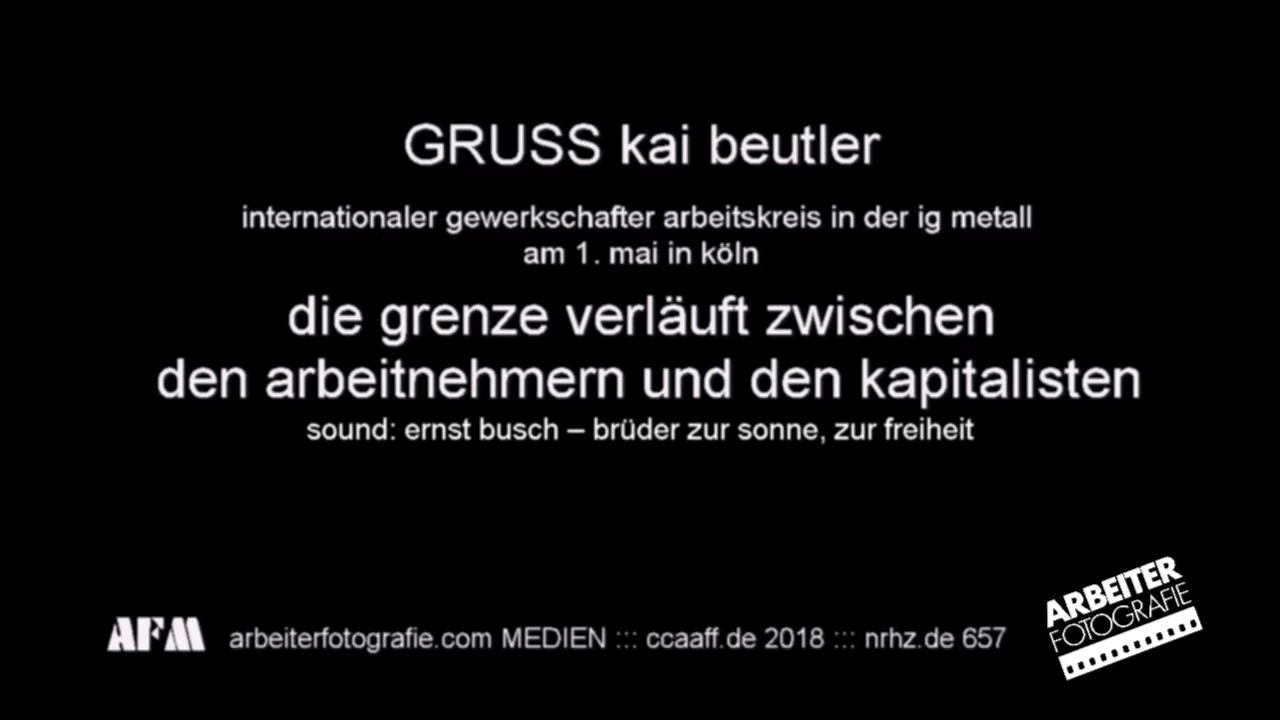 GRUSS kai beutler
internationaler gewerkschafter arbeitskreis in der ig metall
am 1. mai in köln
die grenze verläuft zwischen
den arbeitnehmern und den kapitalisten
sound: ernst busch – brüder zur sonne, zur freiheit
AFM arbeiterfotografie.com MEDIEN ::: ccaaff.de 2018 ::: nrhz.de 657
ARBEITER
FOTOGRAFIE